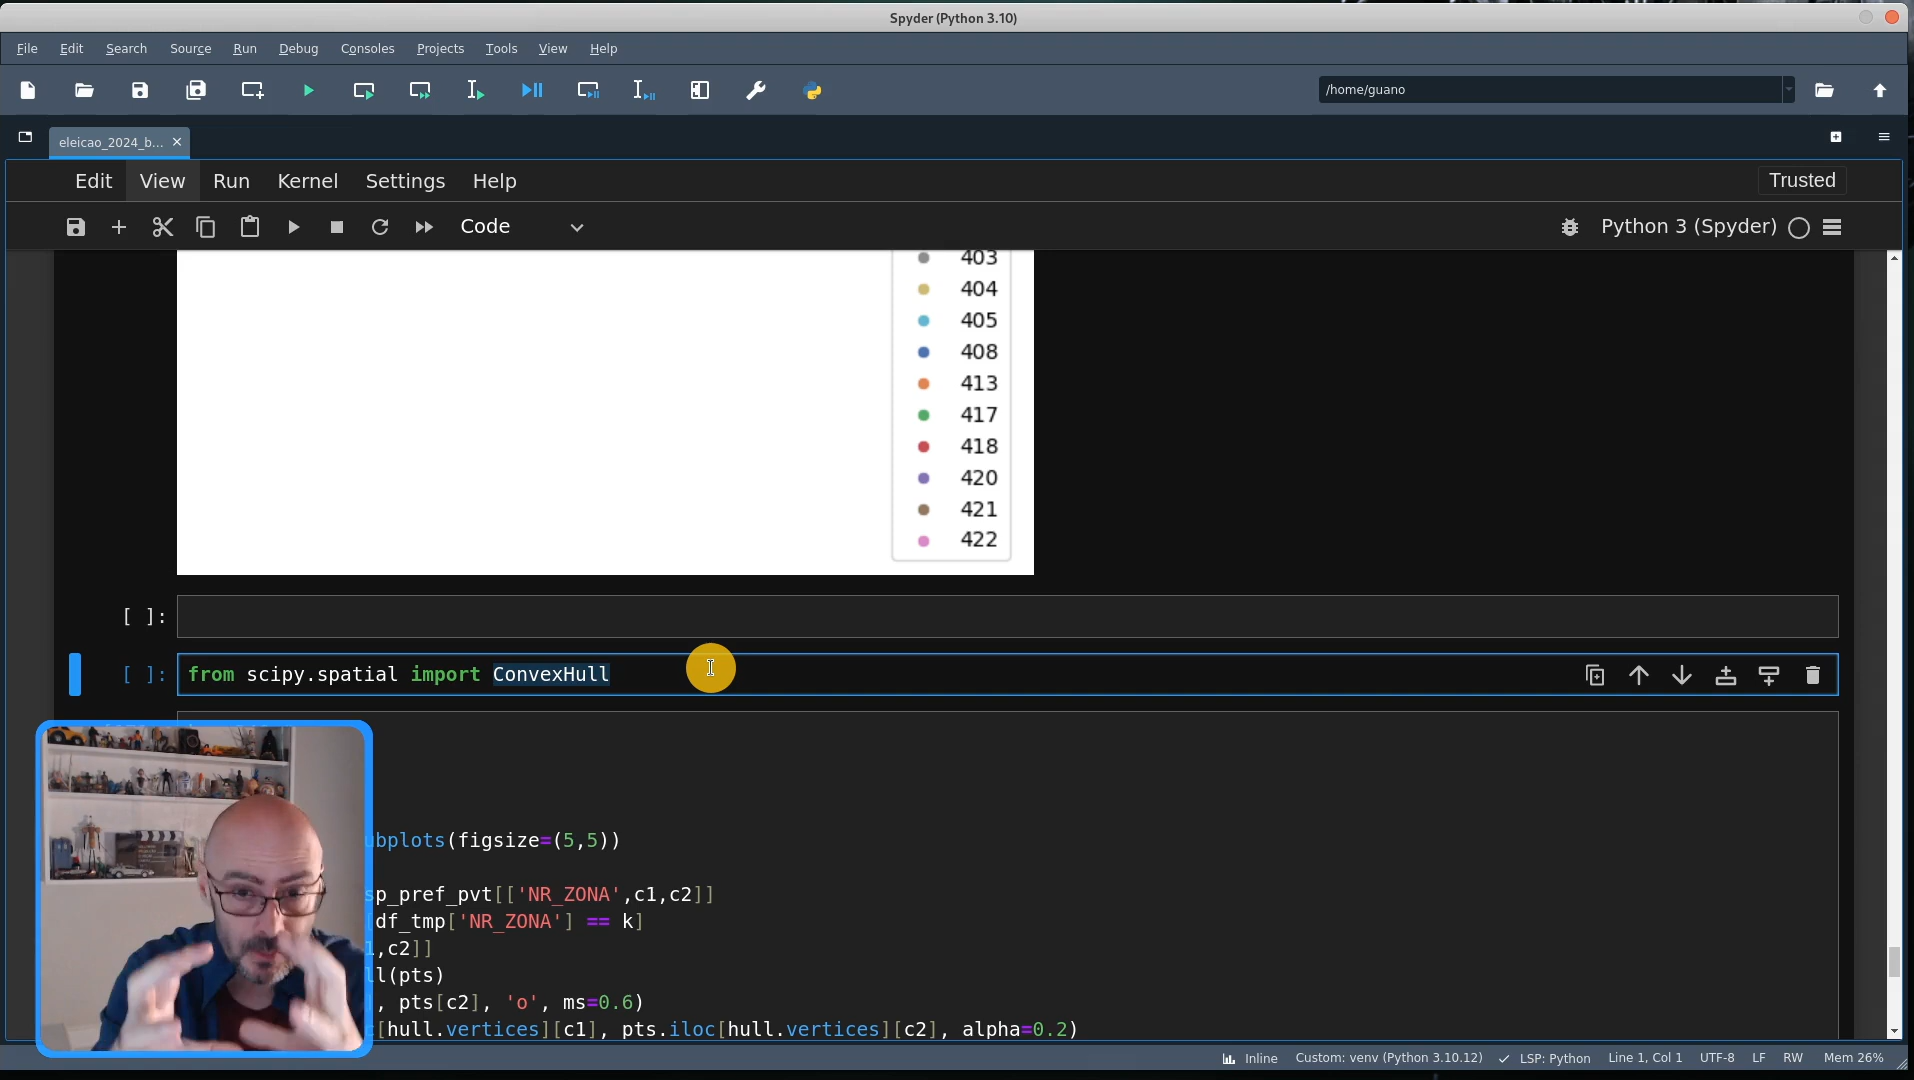 Spyder (Python 3.10)
File Edit Search Source Run Debug Consoles Projects Tools View Help
/home/guano
eleicao_2024_b...
Edit View Run Kernel Settings Help
Trusted
Code
Python 3 (Spyder)
403
404
405
408
413
417
418
420
421
422
[ ]:
[ ]: from scipy.spatial import ConvexHull
ubplots(figsize=(5,5))
sp_pref_pvt[['NR_ZONA',c1,c2]]
[df_tmp['NR_ZONA'] == k]
1,c2]]
ll(pts)
, pts[c2], 'o', ms=0.6)
c[hull.vertices][c1], pts.iloc[hull.vertices][c2], alpha=0.2)
Inline Custom: venv (Python 3.10.12) LSP: Python Line 1, Col 1 UTF-8 LF RW Mem 26%